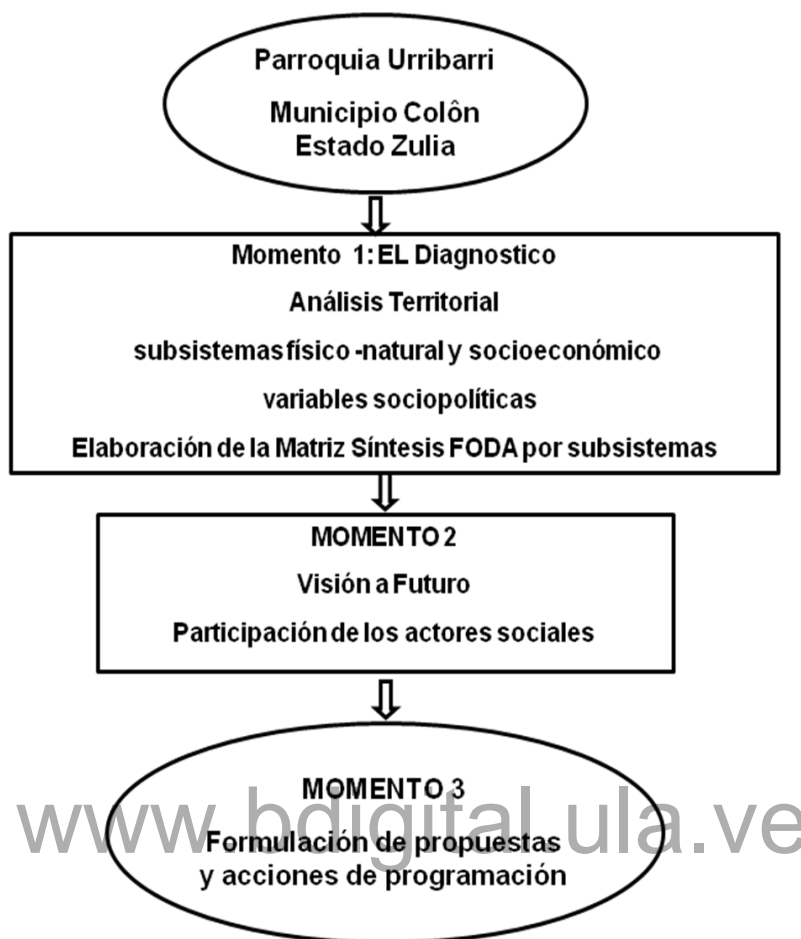 Parroquia Urribarri
Municipio Colôn
Estado Zulia
Momento 1: EL Diagnostico
Análisis Territorial
subsistemas físico -natural y socioeconómico
variables sociopolíticas
Elaboración de la Matriz Síntesis FODA por subsistemas
MOMENTO 2
Visión a Futuro
Participación de los actores sociales
MOMENTO 3
www.bdigital.ula.ve
Formulación de propuestas
y acciones de programación